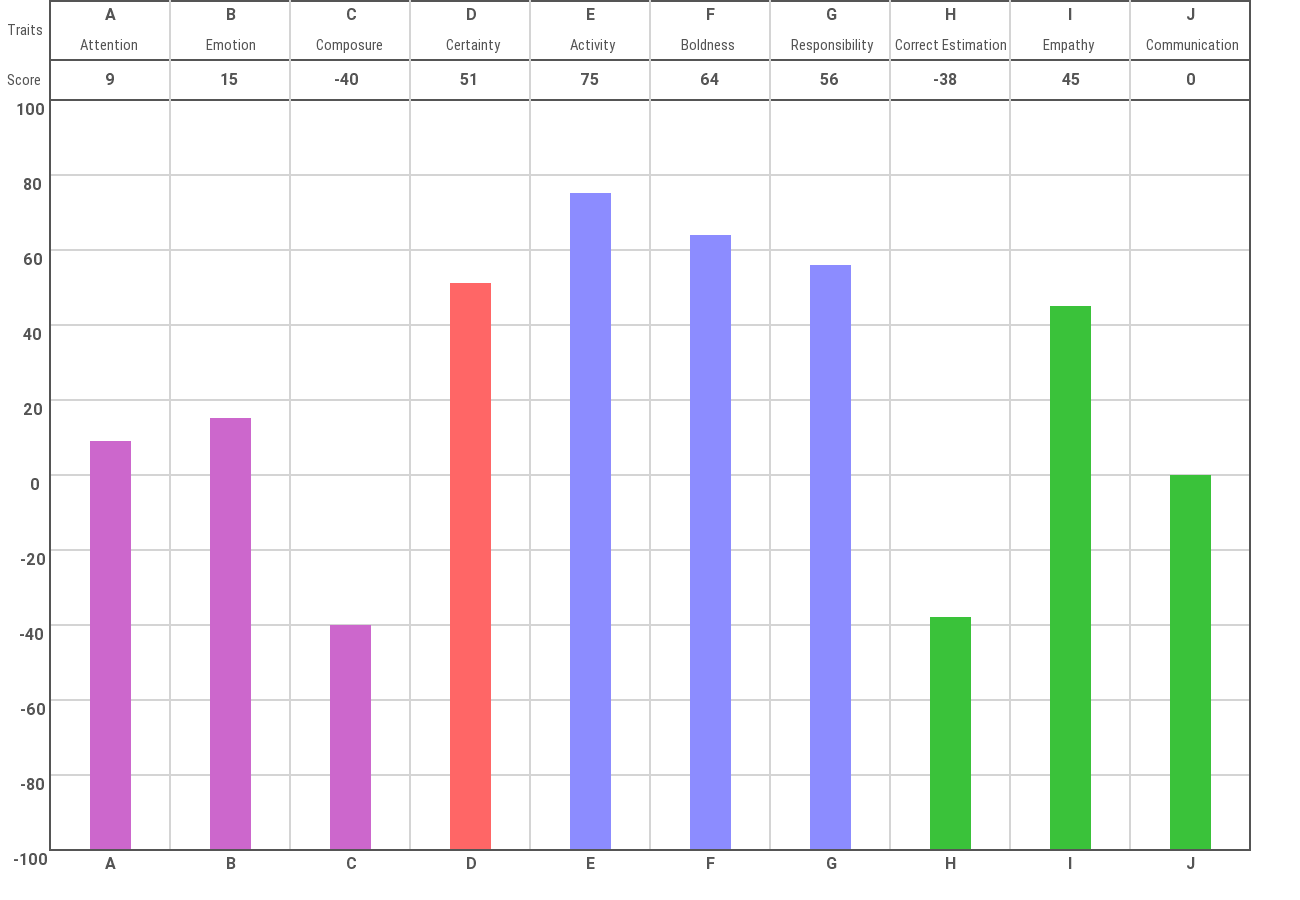 A B C D E F G H I J
Traits
Attention Emotion Composure Certainty Activity Boldness Responsibility Correct Estimation Empathy Communication
Score 9 15 -40 51 75 64 56 -38 45 0
100
80
60
40
20
0
-20
-40
-60
-80
-100
A B C D E F G H I J